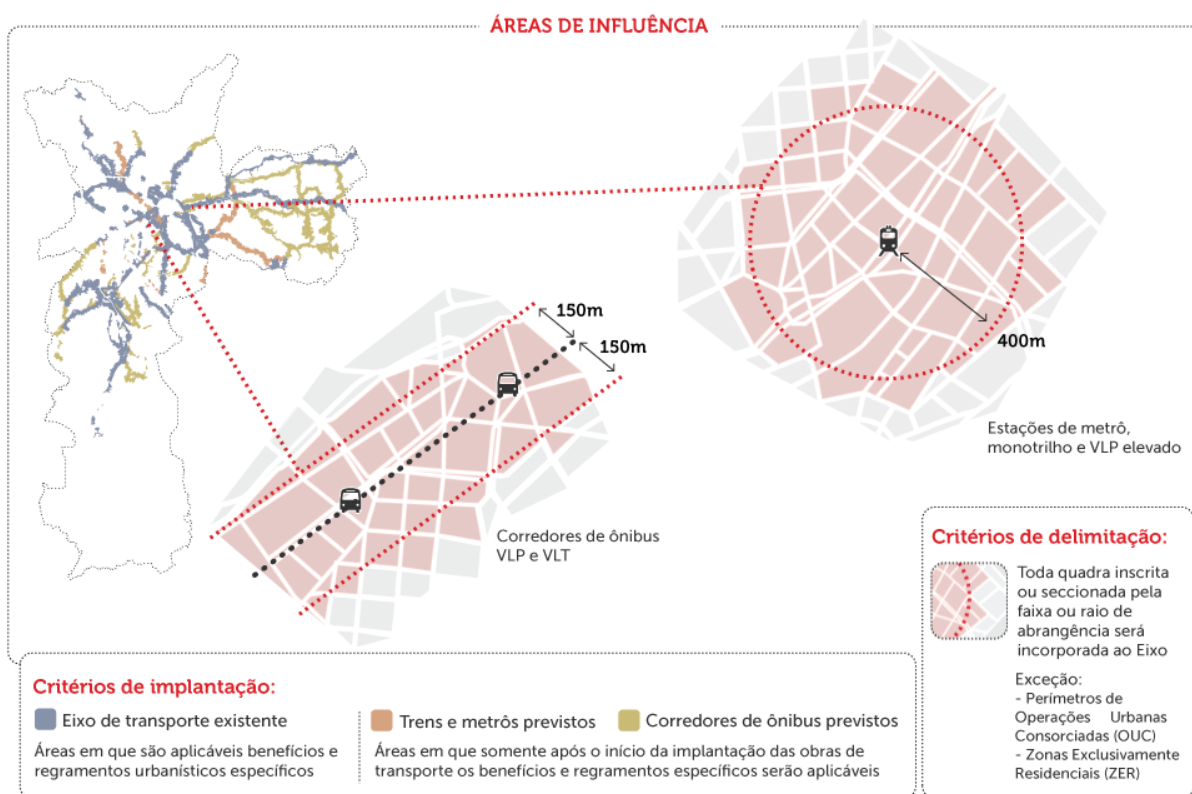 ÁREAS DE INFLUÊNCIA
150m
150m
400m
Estações de metrô,
monotrilho e VLP elevado
Corredores de ônibus
VLP e VLT
Critérios de delimitação:
Toda quadra inscrita
ou seccionada pela
faixa ou raio de
abrangência será
incorporada ao Eixo
Exceção:
- Perímetros de
Operações Urbanas
Consorciadas (OUC)
- Zonas Exclusivamente
Residenciais (ZER)
Critérios de implantação:
Eixo de transporte existente
Áreas em que são aplicáveis benefícios e
regramentos urbanísticos específicos
Trens e metrôs previstos
Corredores de ônibus previstos
Áreas em que somente após o início da implantação das obras de
transporte os benefícios e regramentos específicos serão aplicáveis